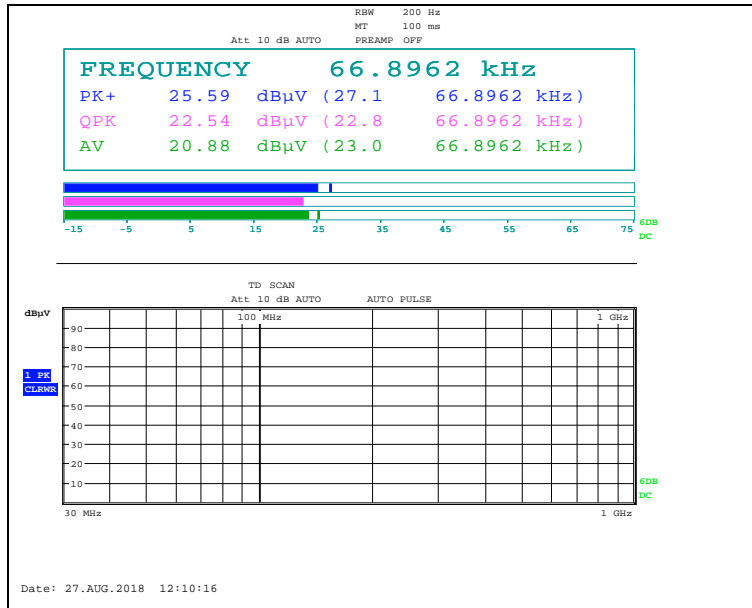 RBW 200 Hz
MT 100 ms
Att 10 dB AUTO PREAMP OFF
FREQUENCY 66.8962 kHz
PK+ 25.59 dBµV (27.1 66.8962 kHz)
QPK 22.54 dBµV (22.8 66.8962 kHz)
AV 20.88 dBµV (23.0 66.8962 kHz)
-15 -5 5 15 25 35 45 55 65 75
6DB
DC
TD SCAN
Att 10 dB AUTO AUTO PULSE
dBµV
100 MHz 1 GHz
90
80
70
1 PK
60
CLRWR
50
40
30
20
10
6DB
DC
30 MHz 1 GHz
Date: 27.AUG.2018 12:10:16